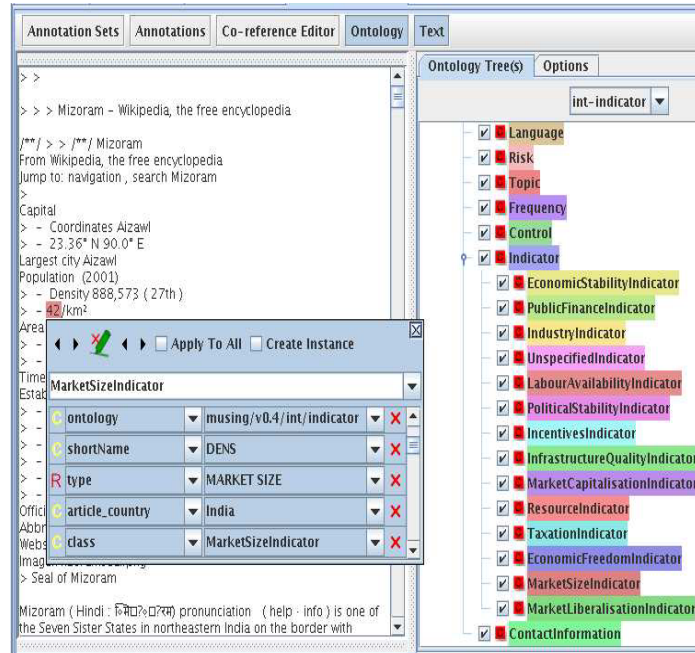 Annotation Sets Annotations Co-reference Editor Ontology Text
> >
> > > Mizoram - Wikipedia, the free encyclopedia
/**/ > > /**/ Mizoram
From Wikipedia, the free encyclopedia
Jump to: navigation , search Mizoram
>
Capital
> - Coordinates Aizawl
> - 23.36° N 90.0° E
Largest city Aizawl
Population (2001)
> - Density 888,573 ( 27th )
> - 42/km²
Area
> -
> -
> -
Time
Estab
> -
> -
> -
> -
> -
> -
Offici
Abbr
Webs
> Seal of Mizoram
Mizoram ( Hindi : ) pronunciation ( help · info ) is one of
the Seven Sister States in northeastern India on the border with
Apply To All Create Instance
MarketSizeIndicator
C ontology musing/v0.4/int/indicator X
C shortName DENS X
R type MARKET SIZE X
C article_country India X
C class MarketSizeIndicator X
Ontology Tree(s) Options
int-indicator
Language
Risk
Topic
Frequency
Control
Indicator
EconomicStabilityIndicator
PublicFinanceIndicator
IndustryIndicator
UnspecifiedIndicator
LabourAvailabilityIndicator
PoliticalStabilityIndicator
IncentivesIndicator
InfrastructureQualityIndicator
MarketCapitalisationIndicator
ResourceIndicator
TaxationIndicator
EconomicFreedomIndicator
MarketSizeIndicator
MarketLiberalisationIndicator
ContactInformation